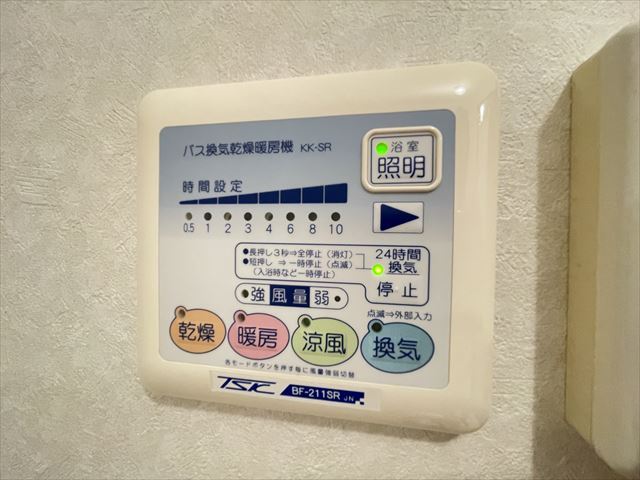 バス換気乾燥暖房機 KK-SR
浴室
照明
時間設定
0.5 1 2 3 4 6 8 10
●長押し3秒⇒全停止（消灯）
●短押し ⇒一時停止（点滅）
（入浴時など一時停止）
24時間
換気
停止
強 風量 弱
点滅⇒外部入力
乾燥 暖房 涼風 換気
各モードボタンを押す毎に風量強弱切替
TSK BF-211SR JN